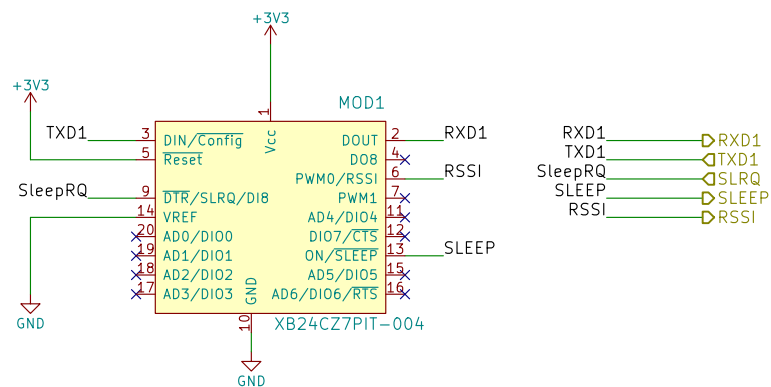 +3V3
+3V3
MOD1
1
Vcc
TXD1 3 DIN/Config DOUT 2 RXD1
5 Reset DO8 4
PWM0/RSSI 6 RSSI
SleepRQ 9 DTR/SLRQ/DI8 PWM1 7
14 VREF AD4/DIO4 11
20 AD0/DIO0 DIO7/CTS 12
19 AD1/DIO1 ON/SLEEP 13 SLEEP
18 AD2/DIO2 AD5/DIO5 15
17 AD3/DIO3 AD6/DIO6/RTS 16
GND
10
XB24CZ7PIT-004
GND
GND
RXD1 RXD1
TXD1 TXD1
SleepRQ SLRQ
SLEEP SLEEP
RSSI RSSI